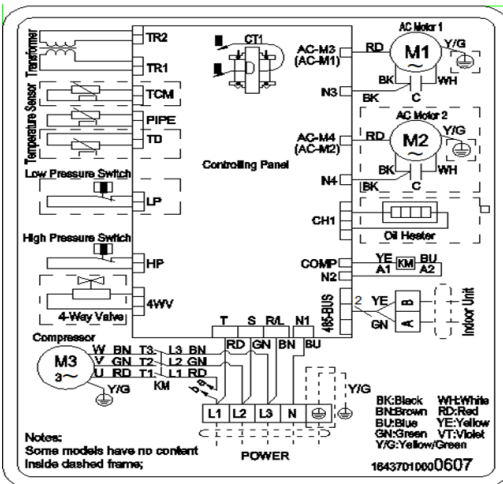 Transformer
TR2
TR1
CT1
AC-M3
(AC-M1)
RD
AC Motor 1
M1
~
Y/G
BK
WH
N3
BK
C
Temperature Sensor
TCM
PIPE
TD
Controlling Panel
AC-M4
(AC-M2)
RD
AC Motor 2
M2
~
Y/G
BK
WH
N4
BK
C
Low Pressure Switch
LP
CH1
Oil Heater
High Pressure Switch
HP
COMP
YE
KM
BU
N2
A1
A2
4WV
4-Way Valve
T S R/L N1
485-BUS
2
YE
B
GN
A
Indoor Unit
RD GN BN BU
Compressor
M3
3~
W BN T3 L3 BN
V GN T2 L2 GN
U RD T1 L1 RD
KM
Y/G
L1 L2 L3 N
Y/G
POWER
Notes:
Some models have no content
inside dashed frame;
BK:Black WH:White
BN:Brown RD:Red
BU:Blue YE:Yellow
GN:Green VT:Violet
Y/G:Yellow/Green
16437010000607